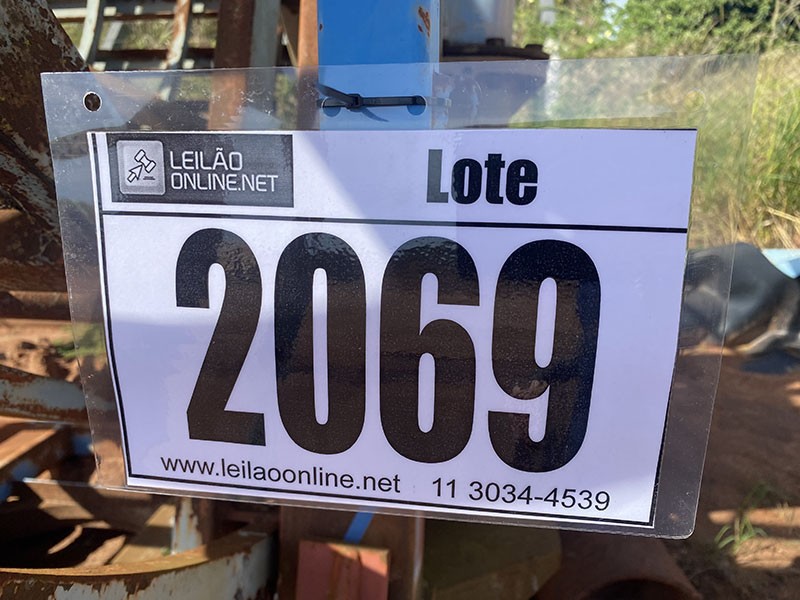 LEILÃO
ONLINE.NET
Lote
2069
www.leilaoonline.net 11 3034-4539